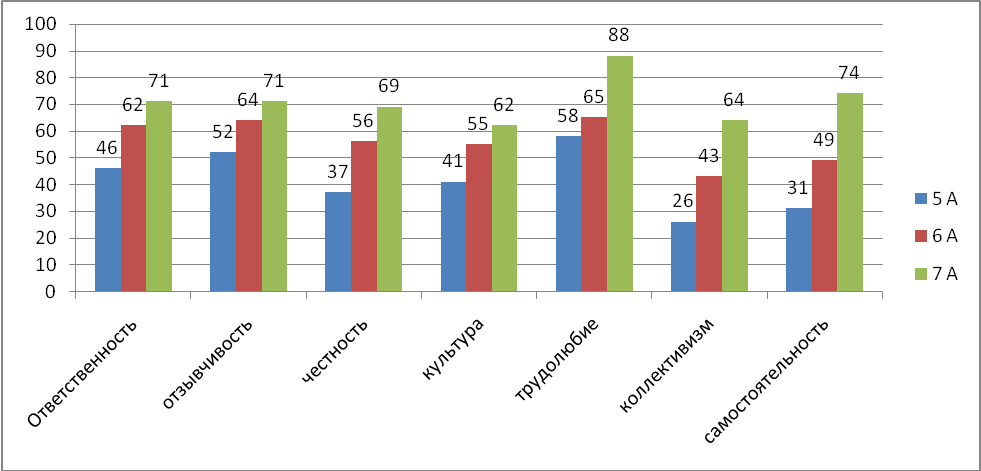 100
90
80
70
60
50
40
30
20
10
0
46 62 71
52 64 71
37 56 69
41 55 62
58 65 88
26 43 64
31 49 74
Ответственность
отзывчивость
честность
культура
трудолюбие
коллективизм
самостоятельность
5 А
6 А
7 А